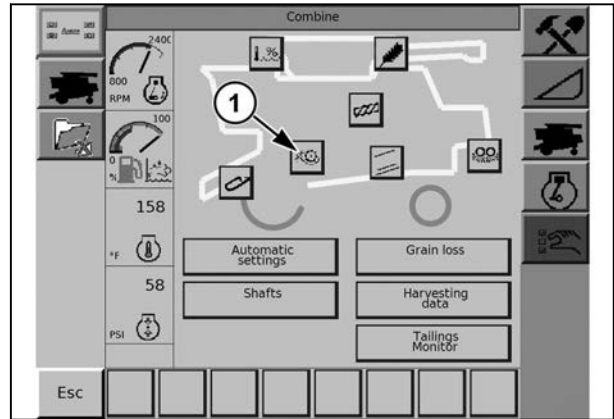 Combine
2400
800
RPM
100
0
%
158
°F
58
PSI
1
%
Automatic
settings
Grain loss
Shafts
Harvesting
data
Tailings
Monitor
Esc